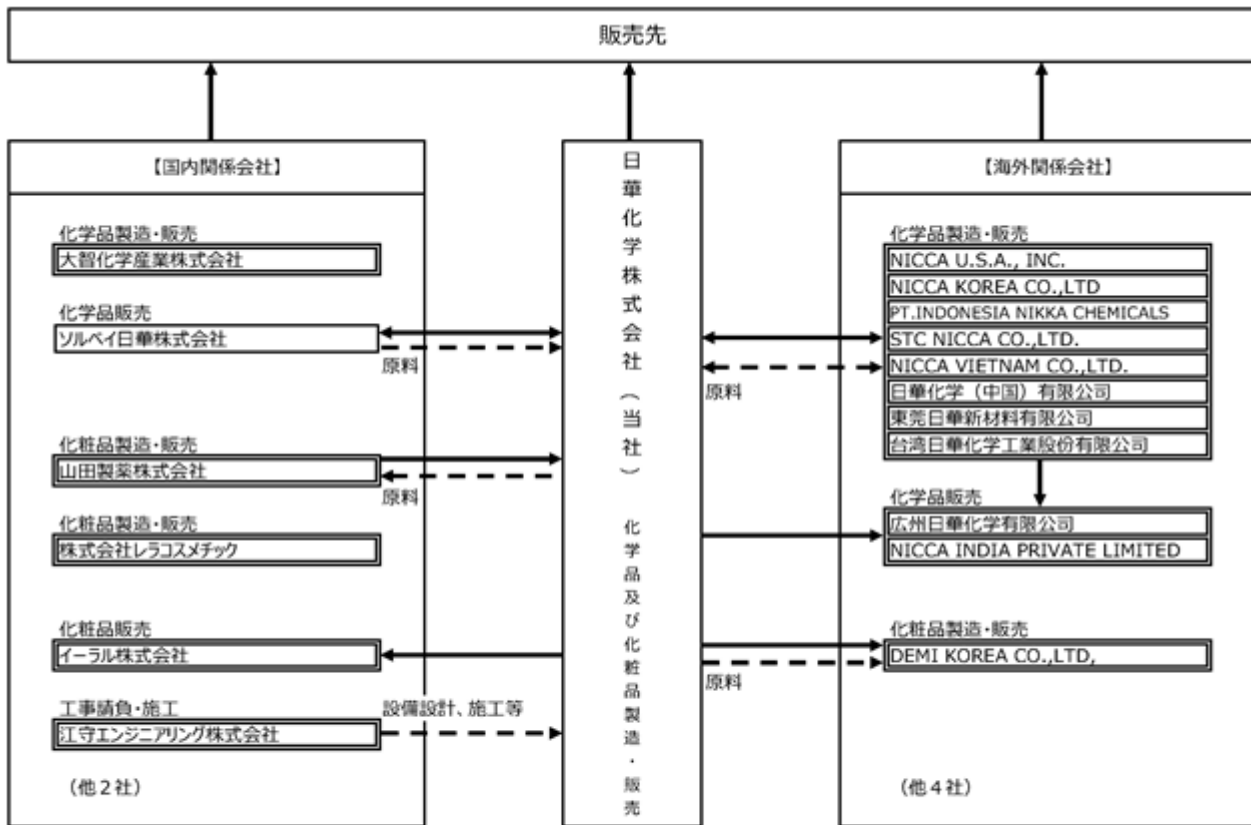 販売先
【国内関係会社】
化学品製造・販売
大智化学産業株式会社
化学品販売
ソルベイ日華株式会社
原料
化粧品製造・販売
山田製薬株式会社
原料
化粧品製造・販売
株式会社レラコスメチック
化粧品販売
イーラル株式会社
工事請負・施工
設備設計、施工等
江守エンジニアリング株式会社
（他２社）
日華化学株式会社（当社）　化学品及び化粧品製造・販売
【海外関係会社】
化学品製造・販売
NICCA U.S.A., INC.
NICCA KOREA CO.,LTD
PT.INDONESIA NIKKA CHEMICALS
STC NICCA CO.,LTD.
NICCA VIETNAM CO.,LTD.
原料
日華化学（中国）有限公司
東莞日華新材料有限公司
台湾日華化学工業股份有限公司
化学品販売
広州日華化学有限公司
NICCA INDIA PRIVATE LIMITED
化粧品製造・販売
DEMI KOREA CO.,LTD,
原料
（他４社）